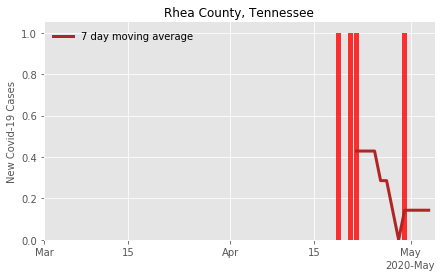 Rhea County, Tennessee
7 day moving average
New Covid-19 Cases
1.0
0.8
0.6
0.4
0.2
0.0
Mar 15 Apr 15 May
2020-May